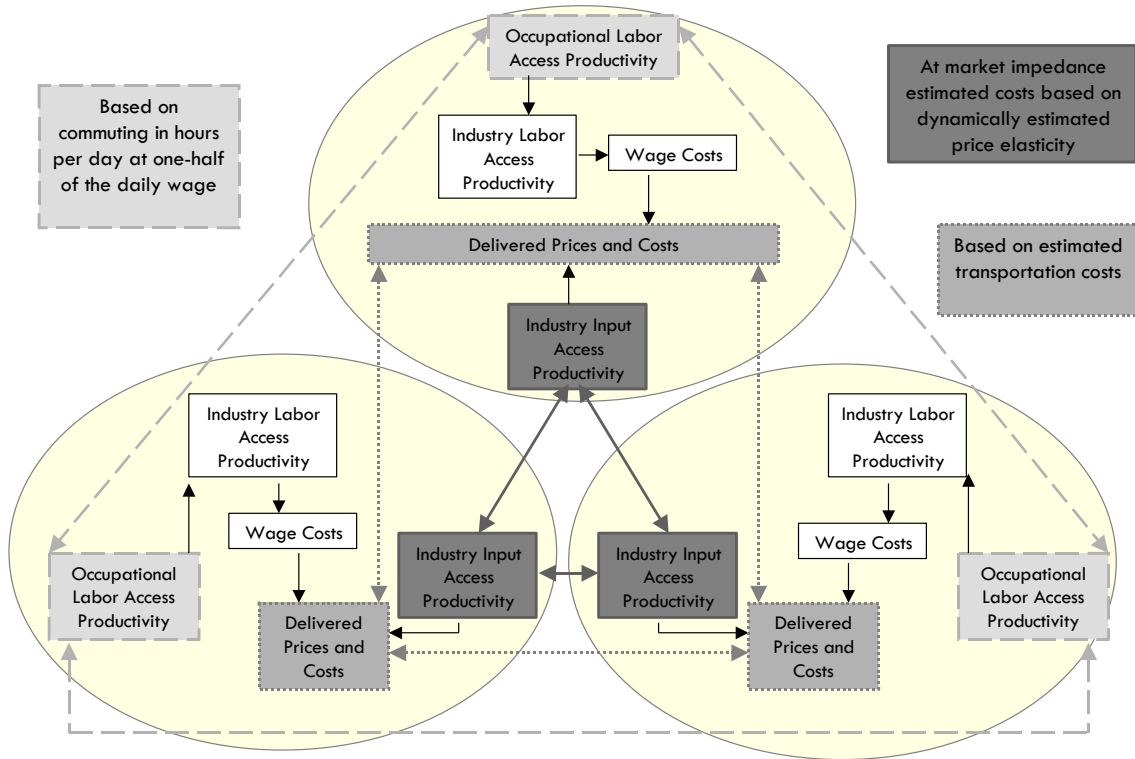 Occupational Labor
Access Productivity
Industry Labor
Access
Productivity
Wage Costs
Delivered Prices and Costs
Industry Input
Access
Productivity
Based on
commuting in hours
per day at one-half
of the daily wage
At market impedance
estimated costs based on
dynamically estimated
price elasticity
Based on estimated
transportation costs
Industry Labor
Access
Productivity
Wage Costs
Occupational
Labor Access
Productivity
Delivered
Prices and
Costs
Industry Input
Access
Productivity
Industry Input
Access
Productivity
Industry Labor
Access
Productivity
Wage Costs
Delivered
Prices and
Costs
Occupational
Labor Access
Productivity